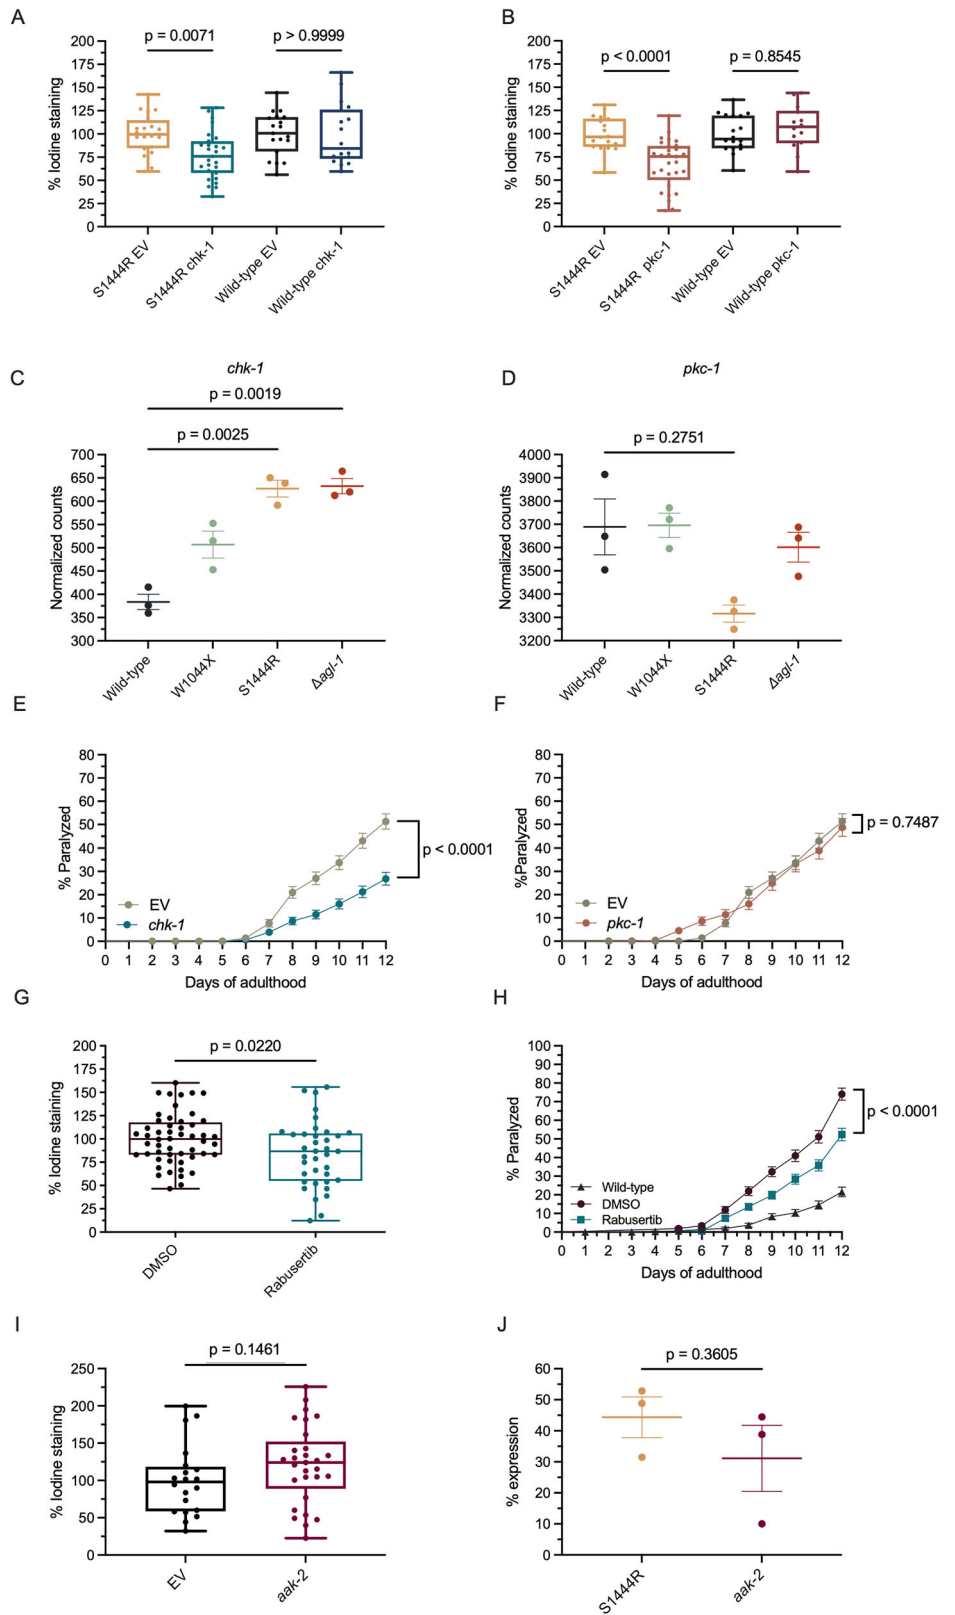 A
p = 0.0071
p > 0.9999
% Iodine staining
200
175
150
125
100
75
50
25
0
S1444R EV
S1444R chk-1
Wild-type EV
Wild-type chk-1
B
p < 0.0001
p = 0.8545
% Iodine staining
200
175
150
125
100
75
50
25
0
S1444R EV
S1444R pkc-1
Wild-type EV
Wild-type pkc-1
C
chk-1
p = 0.0019
p = 0.0025
Normalized counts
700
650
600
550
500
450
400
350
300
Wild-type
W1044X
S1444R
Δagl-1
D
pkc-1
p = 0.2751
Normalized counts
4000
3900
3800
3700
3600
3500
3400
3300
3200
Wild-type
W1044X
S1444R
Δagl-1
E
% Paralyzed
80
70
60
50
40
30
20
10
0
EV
chk-1
p < 0.0001
0 1 2 3 4 5 6 7 8 9 10 11 12
Days of adulthood
F
%Paralyzed
80
70
60
50
40
30
20
10
0
EV
pkc-1
p = 0.7487
0 1 2 3 4 5 6 7 8 9 10 11 12
Days of adulthood
G
p = 0.0220
% Iodine staining
200
175
150
125
100
75
50
25
0
DMSO
Rabusertib
H
% Paralyzed
100
90
80
70
60
50
40
30
20
10
0
Wild-type
DMSO
Rabusertib
p < 0.0001
0 1 2 3 4 5 6 7 8 9 10 11 12
Days of adulthood
I
p = 0.1461
% Iodine staining
250
200
150
100
50
0
EV
aak-2
J
p = 0.3605
% expression
60
50
40
30
20
10
0
S1444R
aak-2